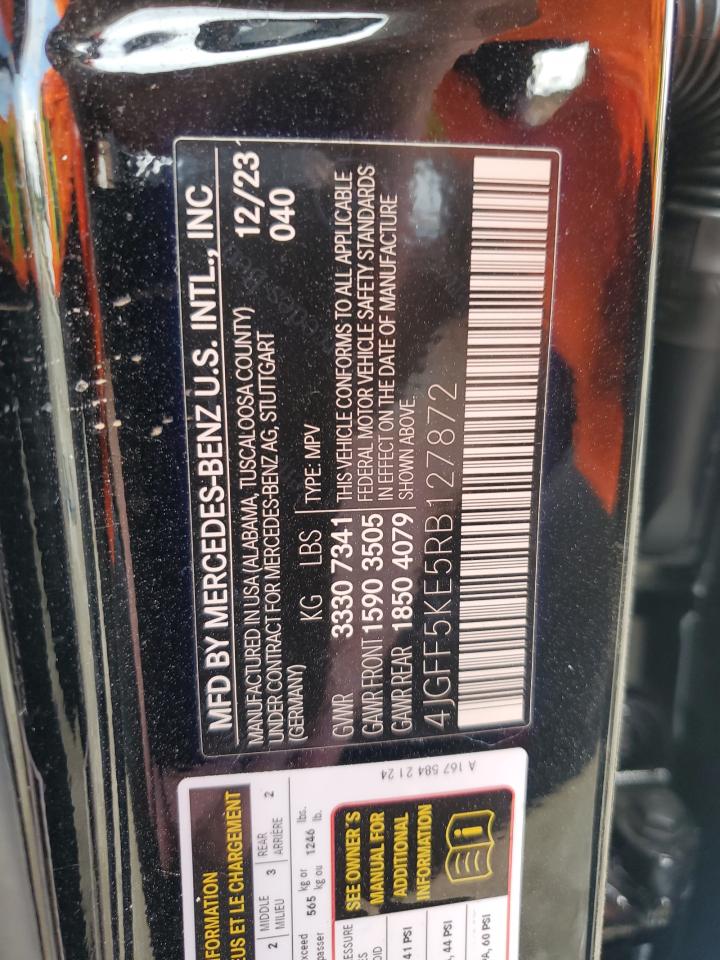 MFD BY MERCEDES-BENZ U.S. INTL., INC
MANUFACTURED IN USA (ALABAMA, TUSCALOOSA COUNTY) 12/23
UNDER CONTRACT FOR MERCEDES-BENZ AG, STUTTGART 040
(GERMANY)
KG LBS TYPE: MPV
GVWR 3330 7341 THIS VEHICLE CONFORMS TO ALL APPLICABLE
GAWR FRONT 1590 3505 FEDERAL MOTOR VEHICLE SAFETY STANDARDS
GAWR REAR 1850 4079 IN EFFECT ON THE DATE OF MANUFACTURE
SHOWN ABOVE.
4JGFF5KE5RB127872
A 167 584 21 24
US ET LE CHARGEMENT
2 MIDDLE 3 REAR 2
MILIEU ARRIÈRE
565 kg or 1246 lbs.
kg ou lb.
SEE OWNER'S
MANUAL FOR
ADDITIONAL
INFORMATION
41 PSI
44 PSI
60 PSI